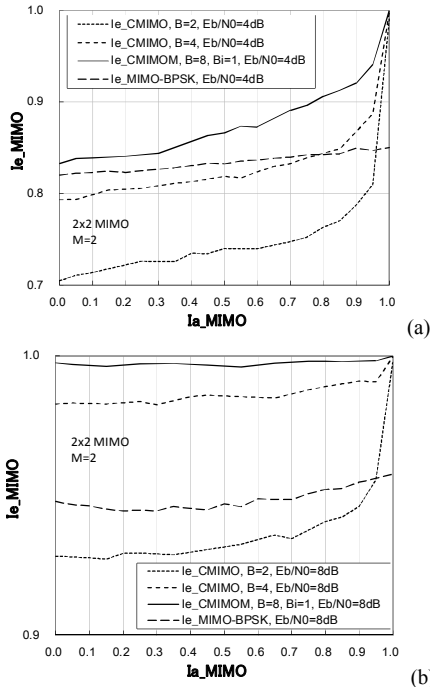 Ie_CMIMO, B=2, Eb/N0=4dB
Ie_CMIMO, B=4, Eb/N0=4dB
Ie_CMIMOM, B=8, Bi=1, Eb/N0=4dB
Ie_MIMO-BPSK, Eb/N0=4dB
1.0
0.9
0.8
0.7
Ie_MIMO
2x2 MIMO
M=2
0.0 0.1 0.2 0.3 0.4 0.5 0.6 0.7 0.8 0.9 1.0
Ia_MIMO
(a)
1.0
0.9
Ie_MIMO
2x2 MIMO
M=2
Ie_CMIMO, B=2, Eb/N0=8dB
Ie_CMIMO, B=4, Eb/N0=8dB
Ie_CMIMOM, B=8, Bi=1, Eb/N0=8dB
Ie_MIMO-BPSK, Eb/N0=8dB
0.0 0.1 0.2 0.3 0.4 0.5 0.6 0.7 0.8 0.9 1.0
Ia_MIMO
(b